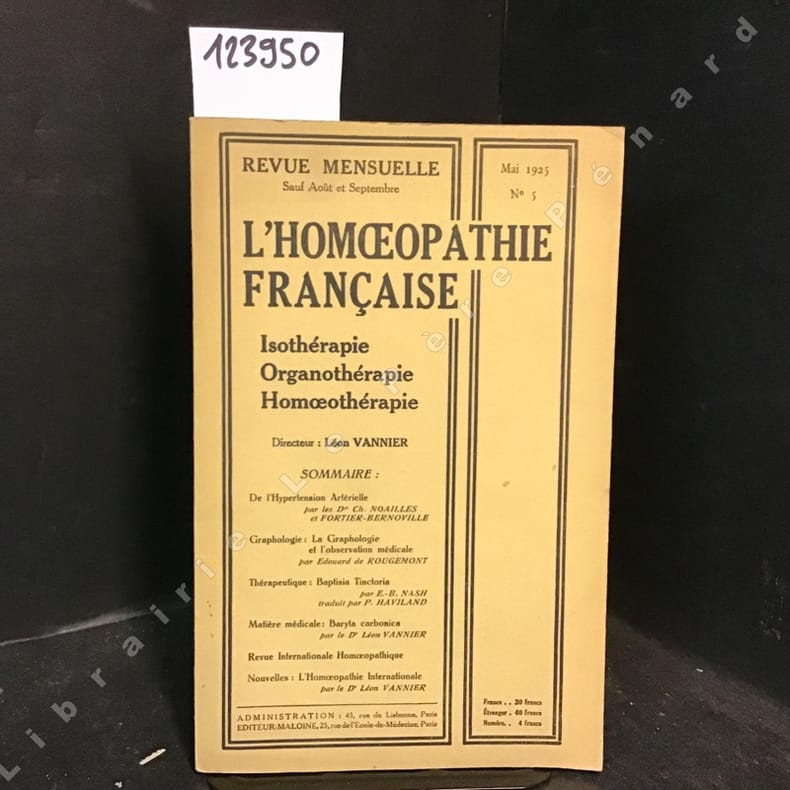 123950
REVUE MENSUELLE
Sauf Août et Septembre
Mai 1925
Nº 5
L'HOMŒOPATHIE
FRANÇAISE
Isothérapie
Organothérapie
Homœothérapie
Directeur : Léon VANNIER
SOMMAIRE :
De l'Hypertension Artérielle
par les Drs Ch. NOAILLES
et FORTIER-BERNOVILLE
Graphologie : La Graphologie
et l'observation médicale
par Edouard de ROUGEMONT
Thérapeutique : Baptisia Tinctoria
par E.-B. NASH
traduit par P. HAVILAND
Matière médicale : Baryta carbonica
par le Dr Léon VANNIER
Revue Internationale Homœopathique
Nouvelles : L'Homœopathie Internationale
par le Dr Léon VANNIER
ADMINISTRATION : 45, rue de Lisbonne, Paris
EDITEUR: MALOINE, 25, rue de l'Ecole-de-Médecine, Paris
France . . 30 francs
Étranger . 40 francs
Numéro. . 4 francs
Librairie Le Père Pénard